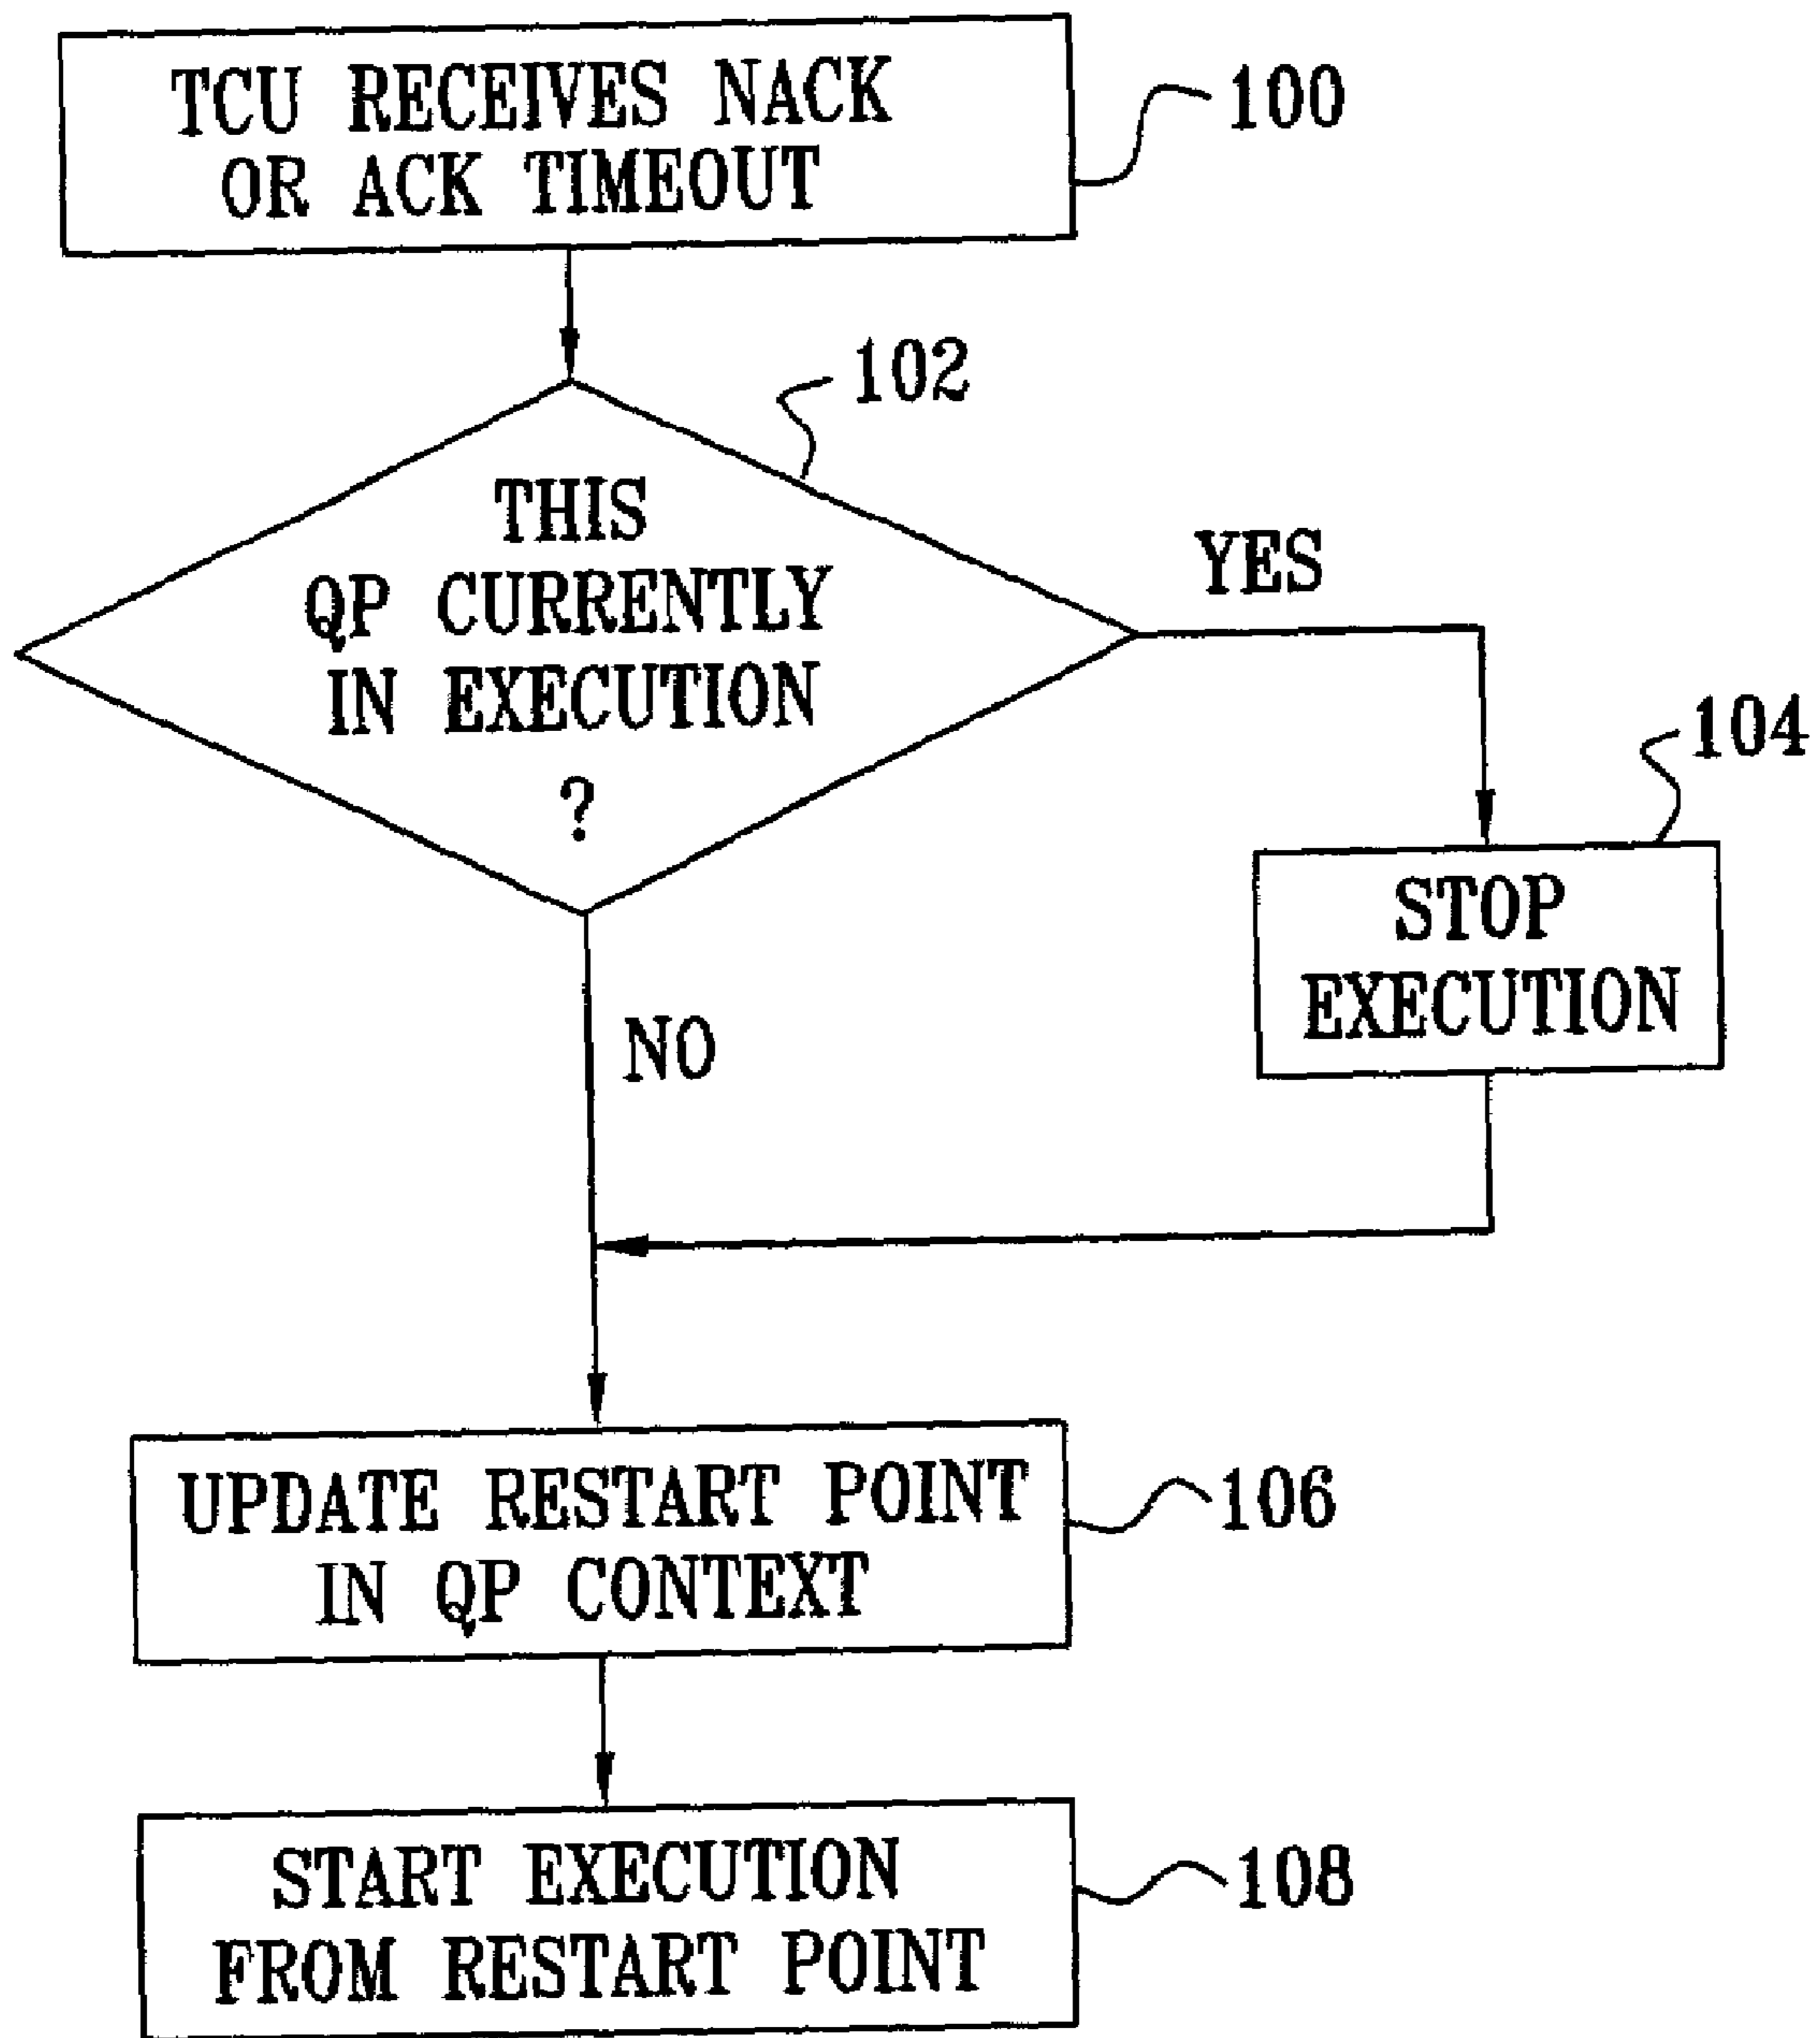 TCU RECEIVES NACK
OR ACK TIMEOUT
100
102
THIS
QP CURRENTLY
IN EXECUTION
?
YES
104
STOP
EXECUTION
NO
UPDATE RESTART POINT
IN QP CONTEXT
106
START EXECUTION
FROM RESTART POINT
108